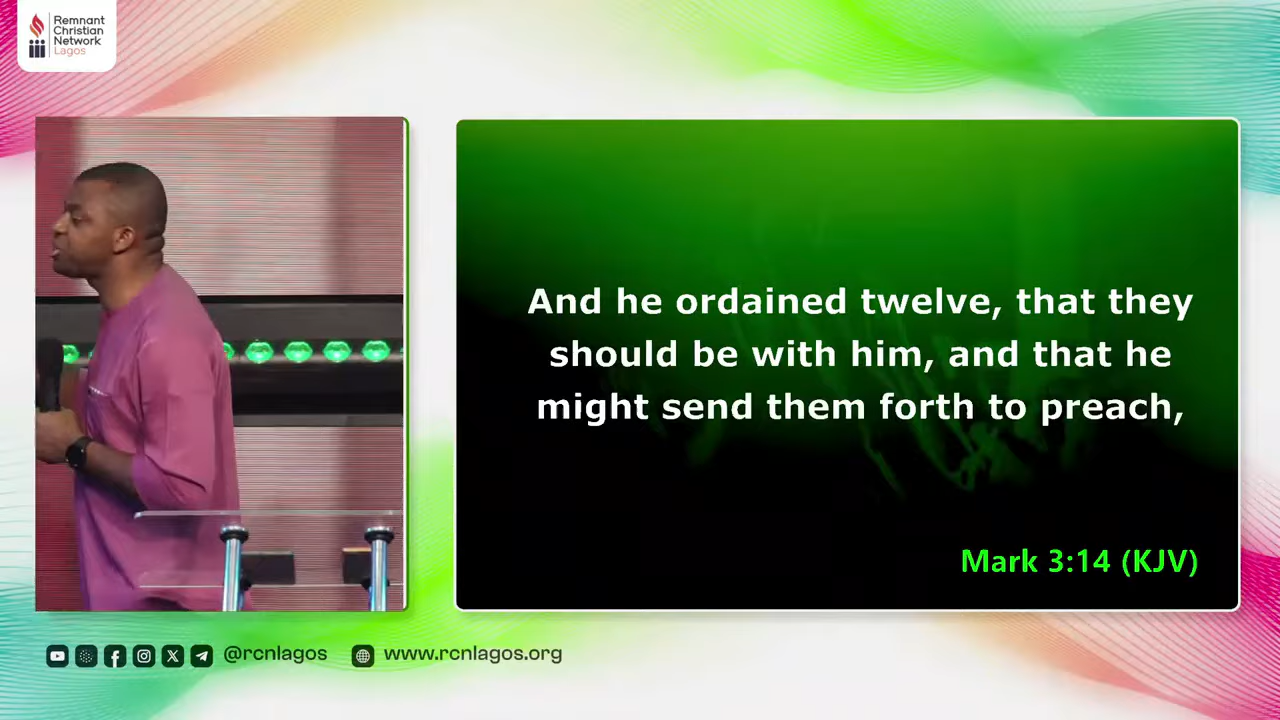 Remnant
Christian
Network
Lagos
And he ordained twelve, that they
should be with him, and that he
might send them forth to preach,
Mark 3:14 (KJV)
@rcnlagos www.rcnlagos.org